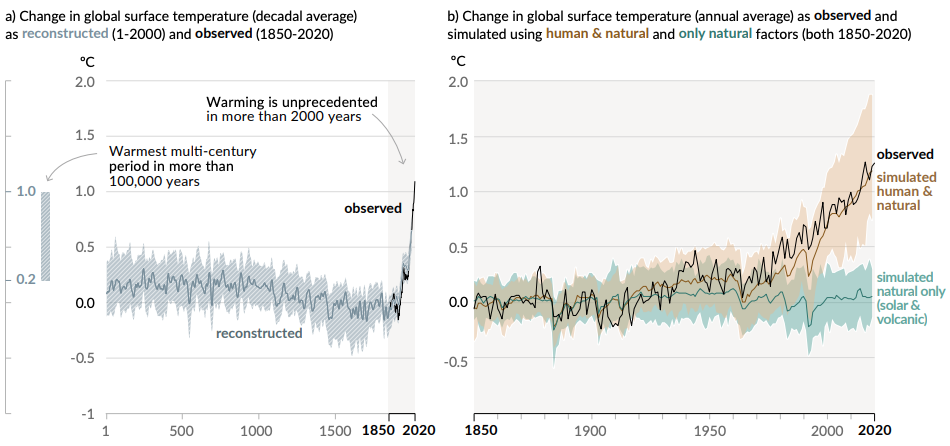 a) Change in global surface temperature (decadal average)
as reconstructed (1-2000) and observed (1850-2020)
°C
2.0
1.5
1.0
0.5
0.0
-0.5
-1
Warming is unprecedented
in more than 2000 years
Warmest multi-century
period in more than
100,000 years
1.0
0.2
observed
reconstructed
1
500
1000
1500
1850
2020
b) Change in global surface temperature (annual average) as observed and
simulated using human & natural and only natural factors (both 1850-2020)
°C
2.0
1.5
1.0
0.5
0.0
-0.5
observed
simulated
human &
natural
simulated
natural only
(solar &
volcanic)
1850
1900
1950
2000
2020